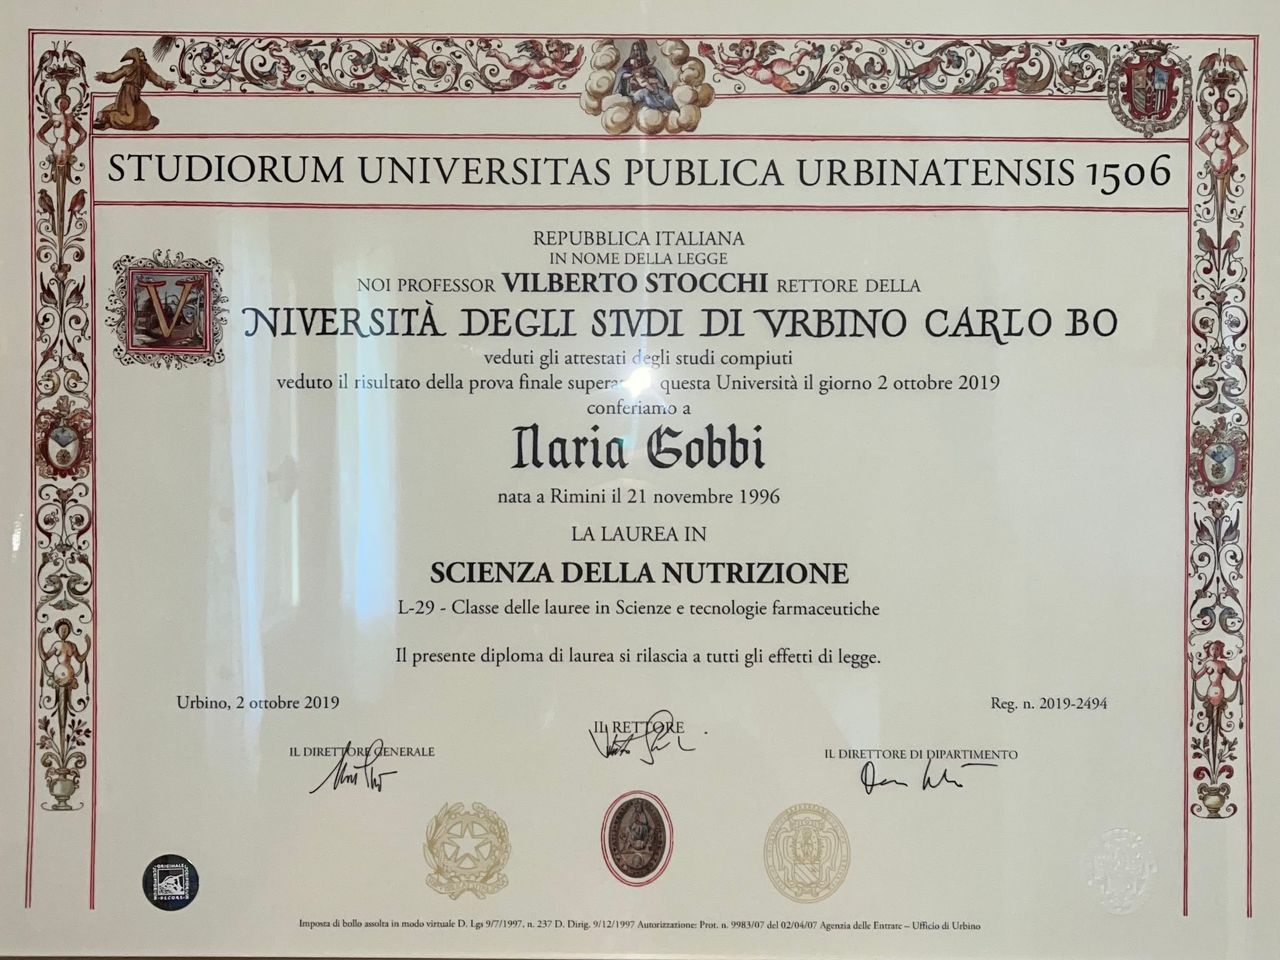 STUDIORUM UNIVERSITAS PUBLICA URBINATENSIS 1506
REPUBBLICA ITALIANA
IN NOME DELLA LEGGE
NOI PROFESSOR VILBERTO STOCCHI RETTORE DELLA
VNIVERSITÀ DEGLI STVDI DI VRBINO CARLO BO
veduti gli attestati degli studi compiuti
veduto il risultato della prova finale questa Università il giorno 2 ottobre 2019
conferiamo a
Ilaria Gobbi
nata a Rimini il 21 novembre 1996
LA LAUREA IN
SCIENZA DELLA NUTRIZIONE
L-29 - Classe delle lauree in Scienze e tecnologie farmaceutiche
Il presente diploma di laurea si rilascia a tutti gli effetti di legge.
Urbino, 2 ottobre 2019
Reg. n. 2019-2494
IL RETTORE
IL DIRETTORE GENERALE
IL DIRETTORE DI DIPARTIMENTO
Imposta di bollo assolta in modo virtuale D. Lgs 9/7/1997, n. 237 D. Dirig. 9/12/1997 Autorizzazione: Prot. n. 9983/07 del 02/04/07 Agenzia delle Entrate – Ufficio di Urbino